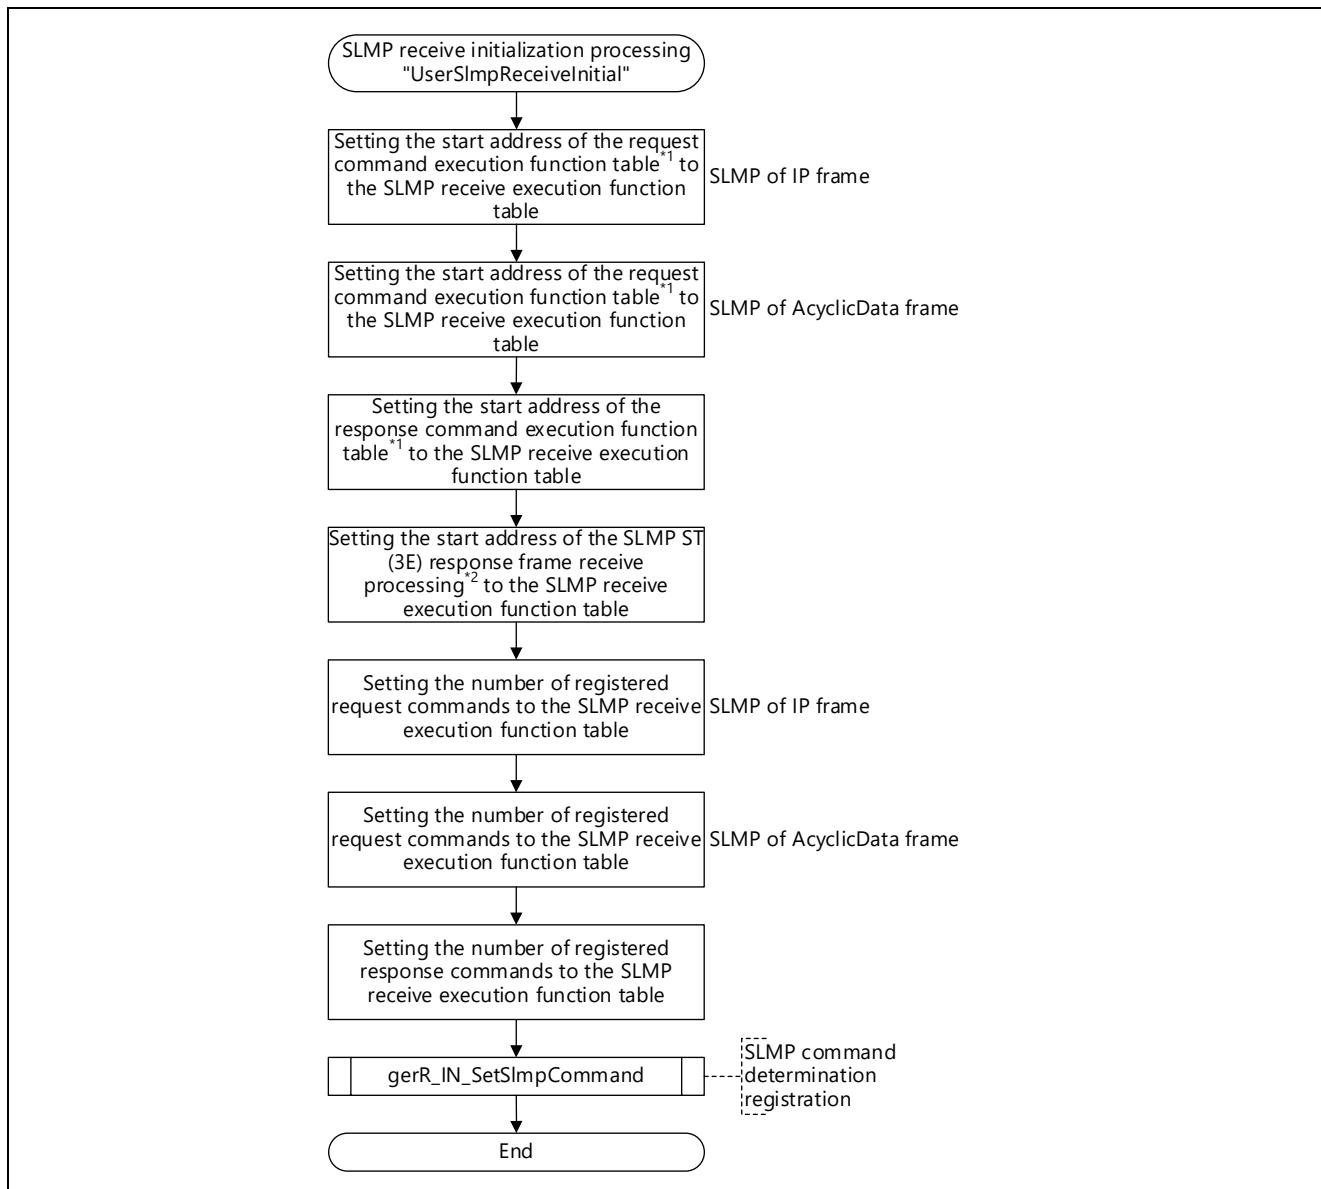 SLMP receive initialization processing
"UserSlmpReceiveInitial"
Setting the start address of the request
command execution function table*1 to
the SLMP receive execution function
table
SLMP of IP frame
Setting the start address of the request
command execution function table*1 to
the SLMP receive execution function
table
SLMP of AcyclicData frame
Setting the start address of the
response command execution function
table*1 to the SLMP receive execution
function table
Setting the start address of the SLMP ST
(3E) response frame receive
processing*2 to the SLMP receive
execution function table
Setting the number of registered
request commands to the SLMP receive
execution function table
SLMP of IP frame
Setting the number of registered
request commands to the SLMP receive
execution function table
SLMP of AcyclicData frame
Setting the number of registered
response commands to the SLMP
receive execution function table
gerR_IN_SetSlmpCommand
SLMP command
determination
registration
End